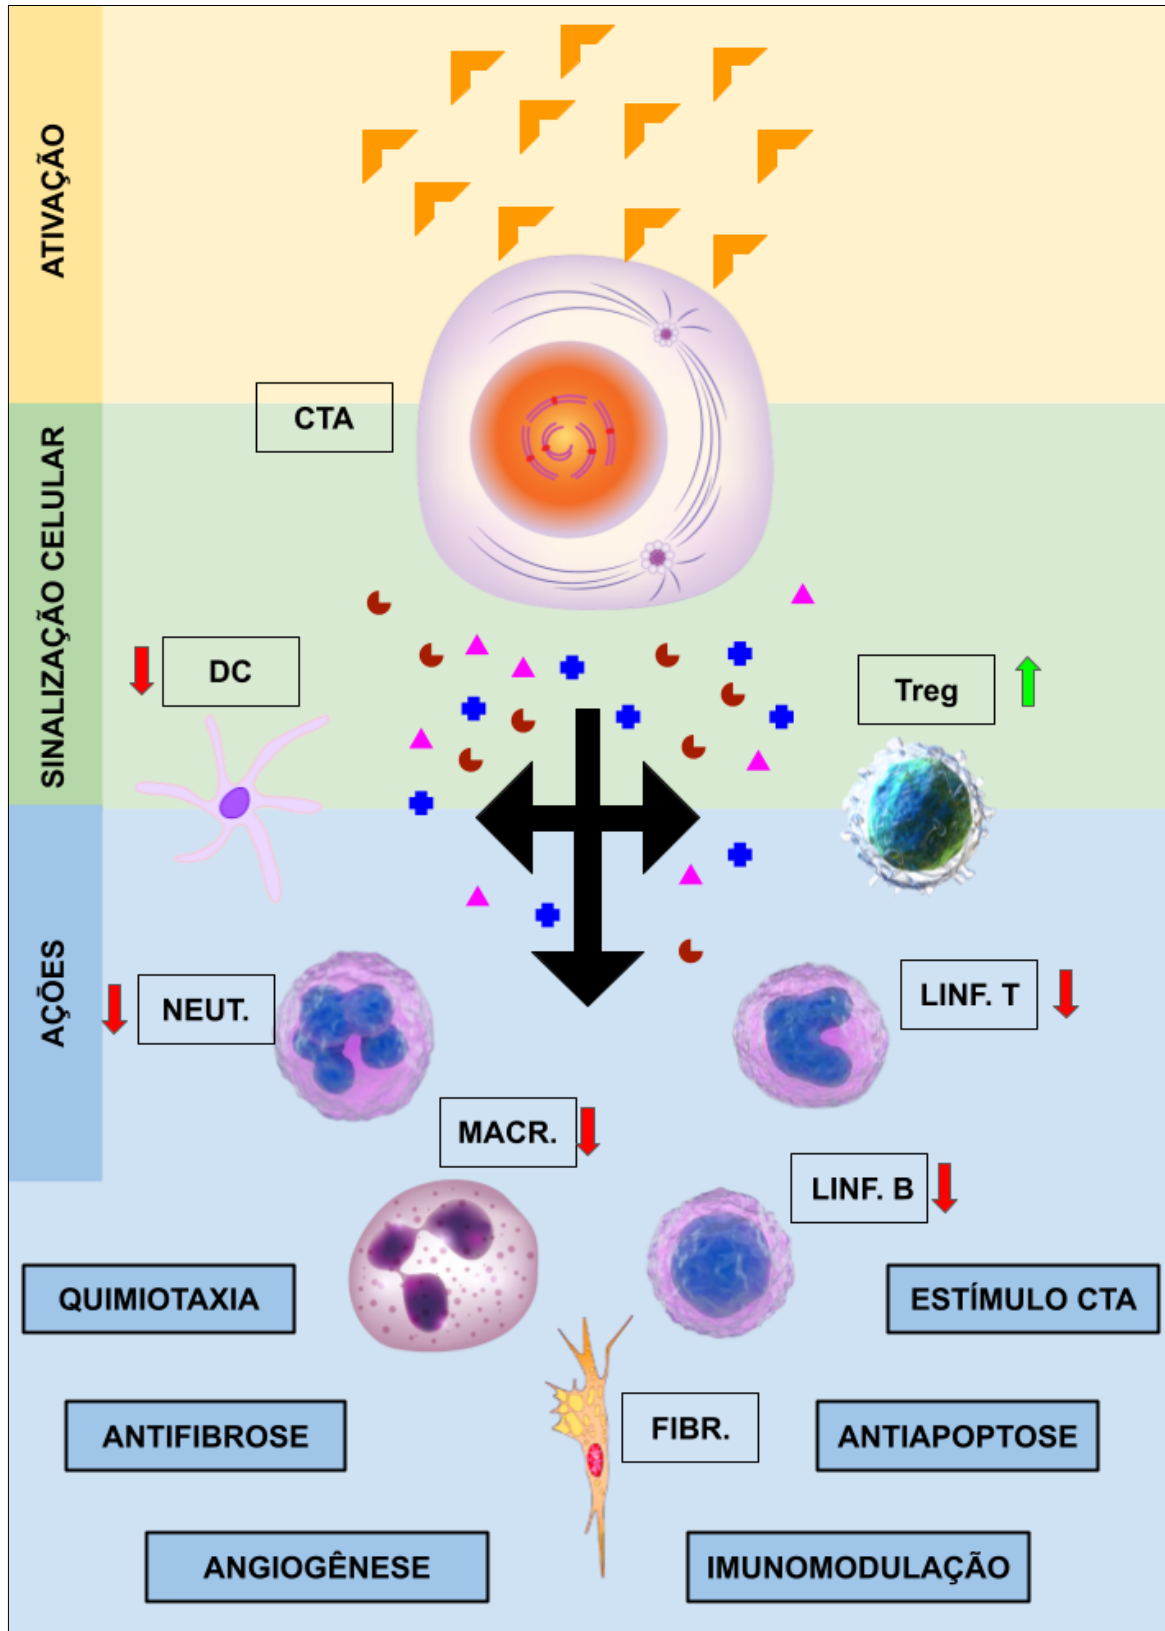 ATIVAÇÃO
CTA
SINALIZAÇÃO CELULAR
DC
Treg
AÇÕES
NEUT.
LINF. T
MACR.
LINF. B
QUIMIOTAXIA
ESTÍMULO CTA
FIBR.
ANTIFIBROSE
ANTIAPOPTOSE
ANGIOGÊNESE
IMUNOMODULAÇÃO